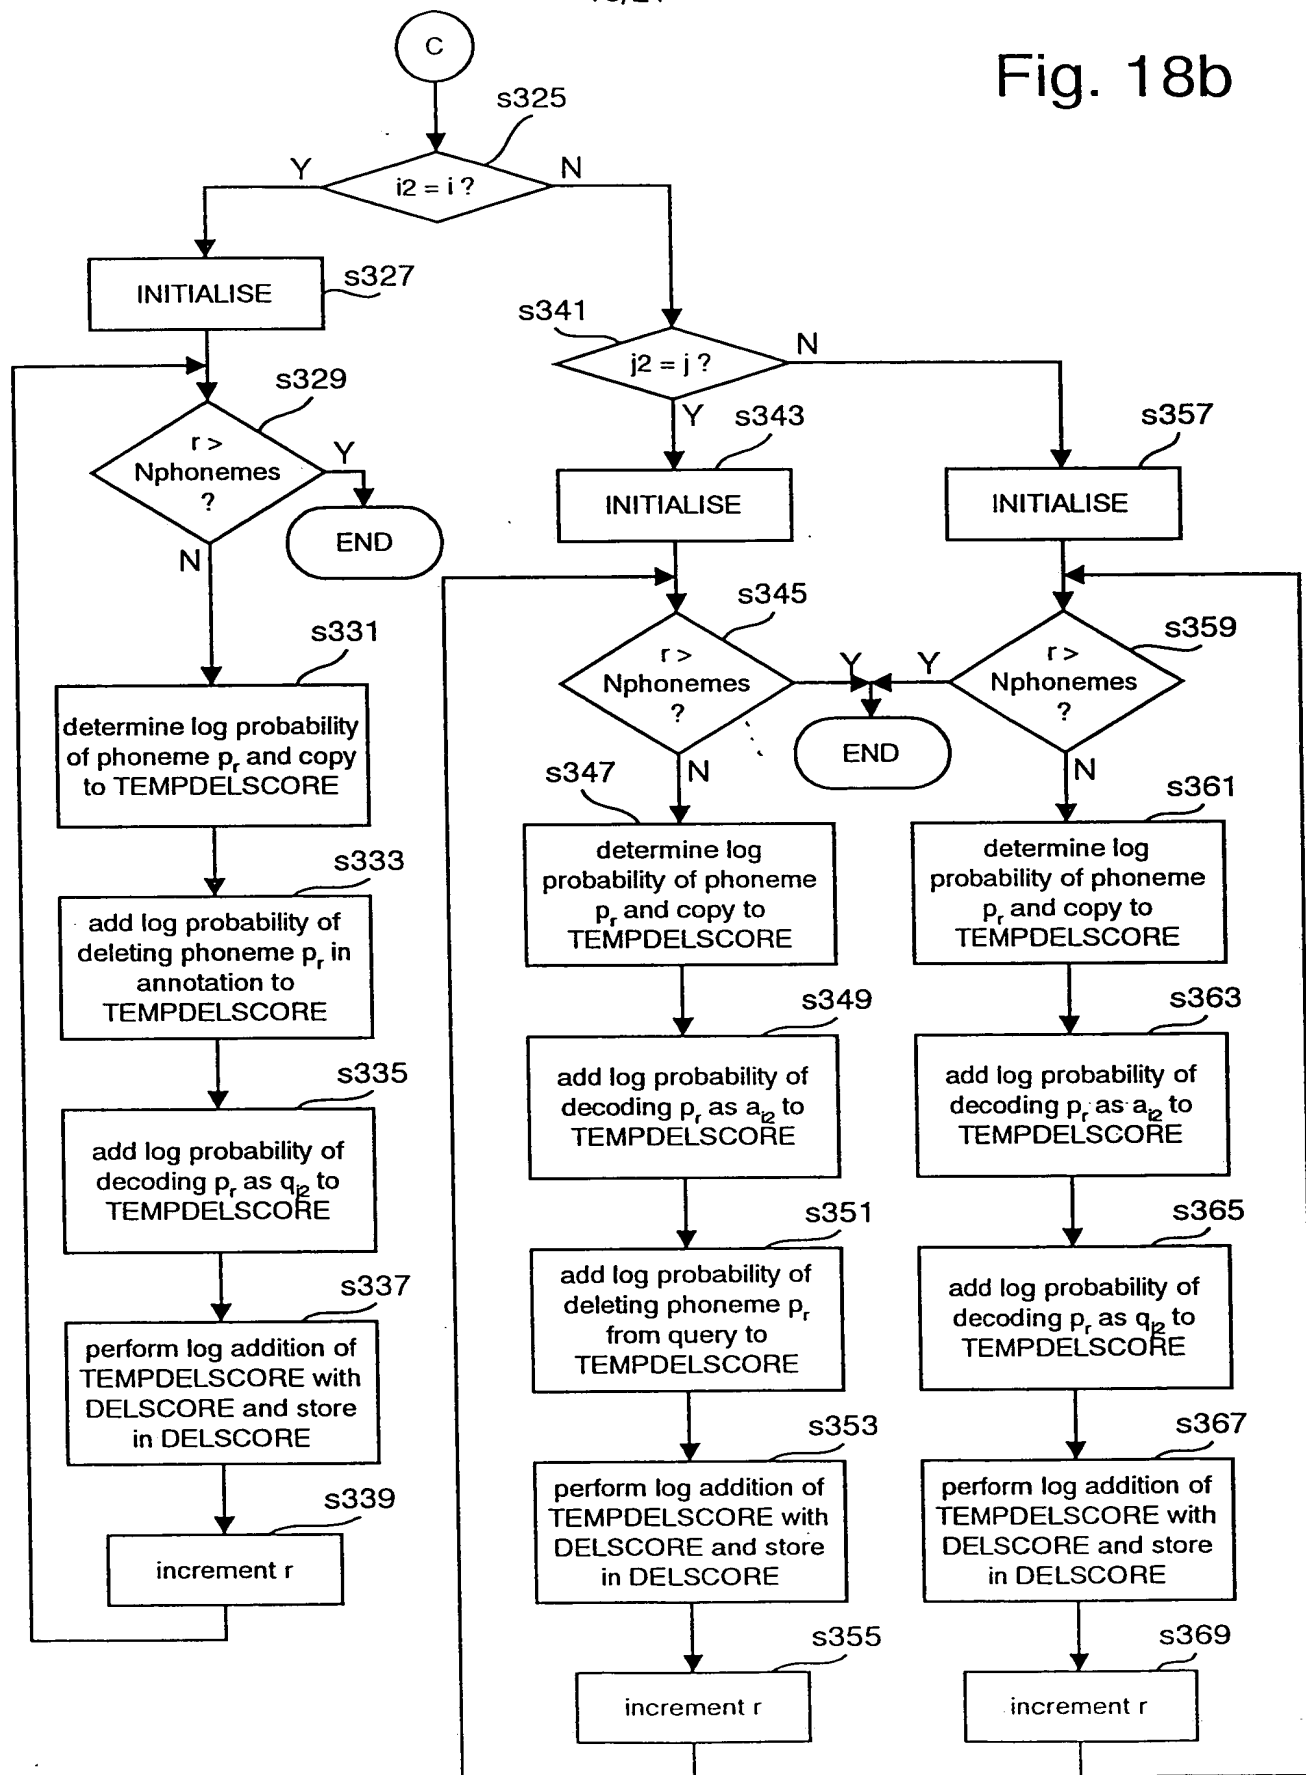 Fig. 18b
C
s325
Y
i2 = i ?
N
INITIALISE
s327
s341
j2 = j ?
N
Y
s329
r >
Nphonemes
?
Y
N
END
s343
INITIALISE
s357
INITIALISE
s345
r >
Nphonemes
?
Y
N
s359
r >
Nphonemes
?
Y
N
END
s331
determine log probability
of phoneme pr and copy
to TEMPDELSCORE
s333
add log probability of
deleting phoneme pr in
annotation to
TEMPDELSCORE
s335
add log probability of
decoding pr as qj2 to
TEMPDELSCORE
s337
perform log addition of
TEMPDELSCORE with
DELSCORE and store
in DELSCORE
s339
increment r
s347
determine log
probability of phoneme
pr and copy to
TEMPDELSCORE
s349
add log probability of
decoding pr as ai2 to
TEMPDELSCORE
s351
add log probability of
deleting phoneme pr
from query to
TEMPDELSCORE
s353
perform log addition of
TEMPDELSCORE with
DELSCORE and store
in DELSCORE
s355
increment r
s361
determine log
probability of phoneme
pr and copy to
TEMPDELSCORE
s363
add log probability of
decoding pr as ai2 to
TEMPDELSCORE
s365
add log probability of
decoding pr as qj2 to
TEMPDELSCORE
s367
perform log addition of
TEMPDELSCORE with
DELSCORE and store
in DELSCORE
s369
increment r